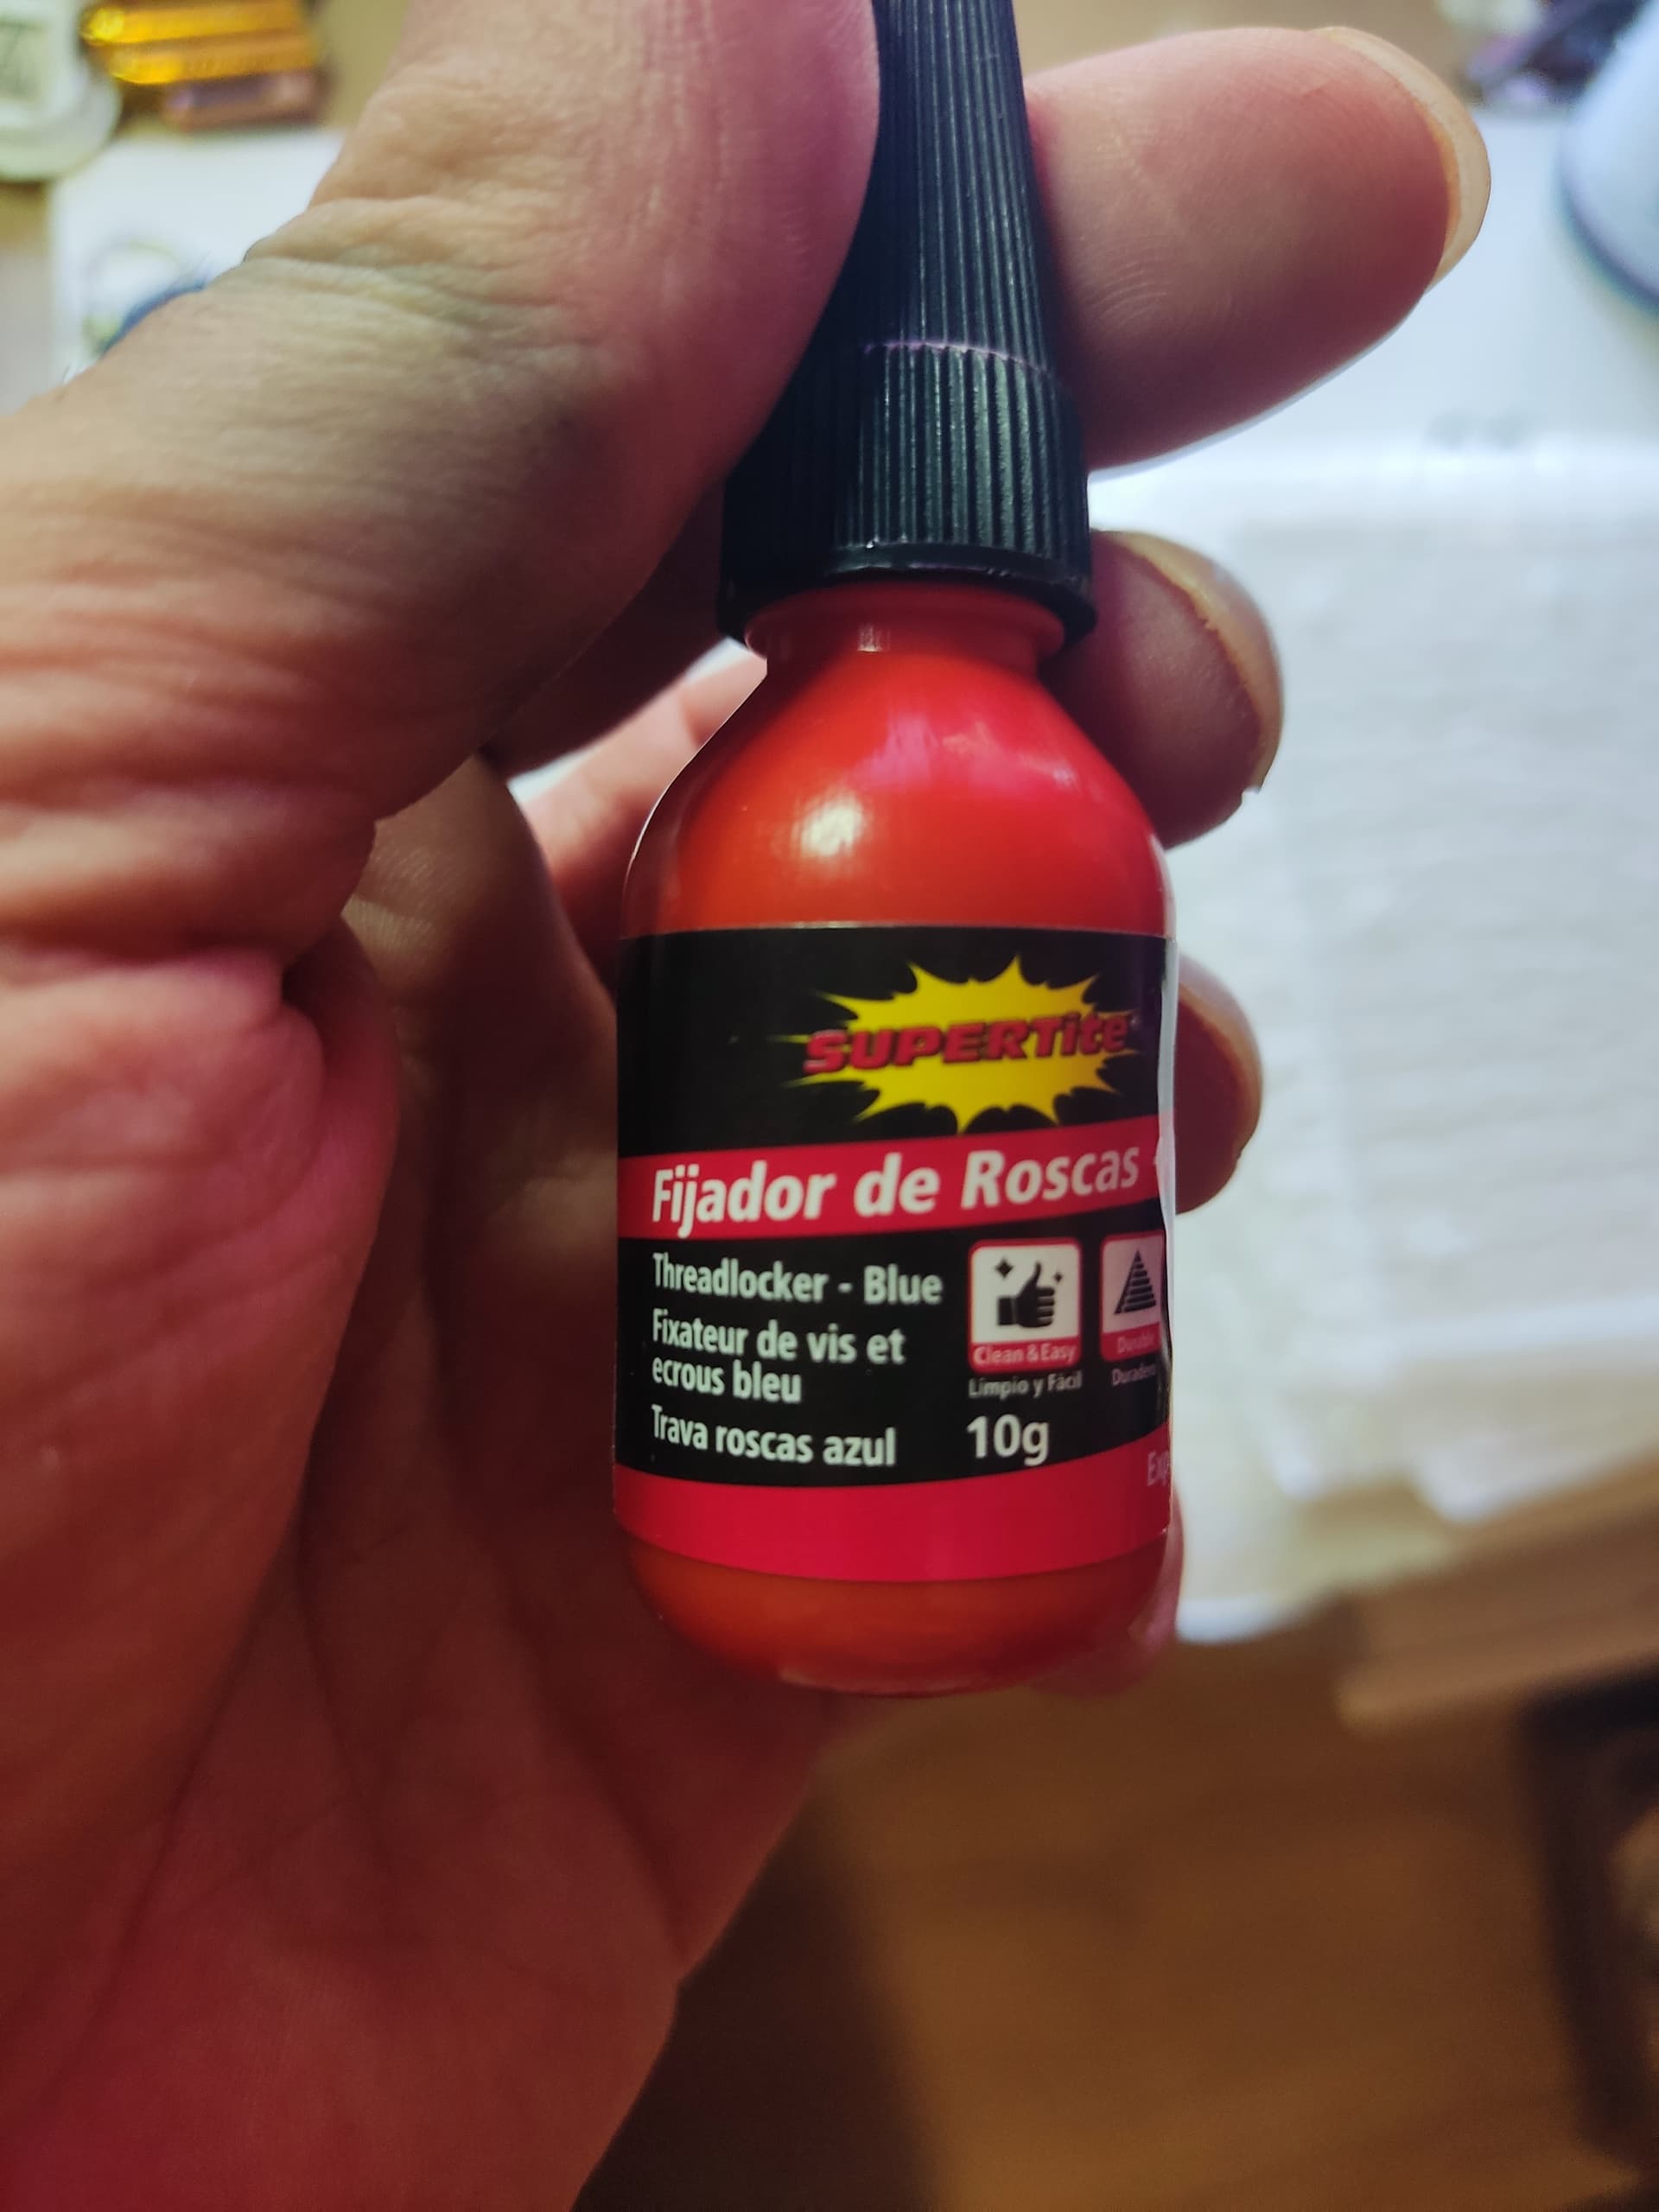 SUPERTite
Fijador de Roscas
Threadlocker - Blue
Fixateur de vis et
ecrous bleu
Trava roscas azul
Clean & Easy
Limpio y Fácil
10g
Durable